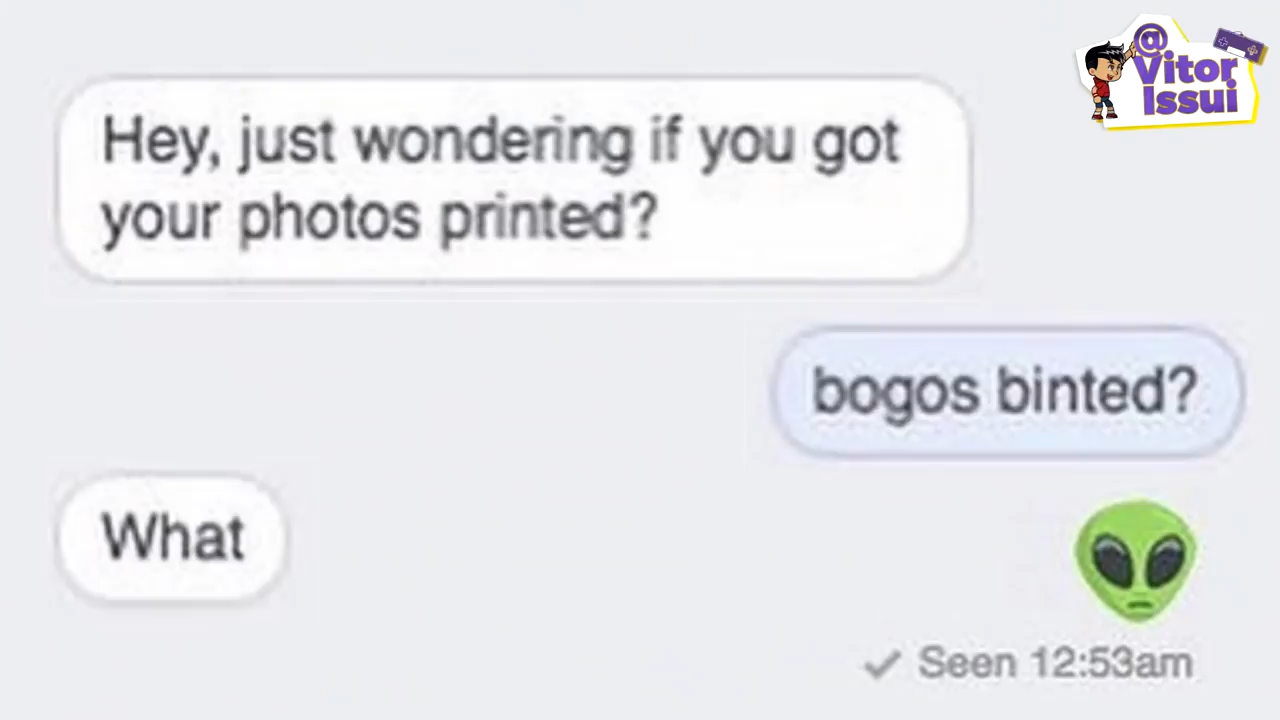 @
Vitor
Issui
Hey, just wondering if you got
your photos printed?
bogos binted?
What
👽
Seen 12:53am